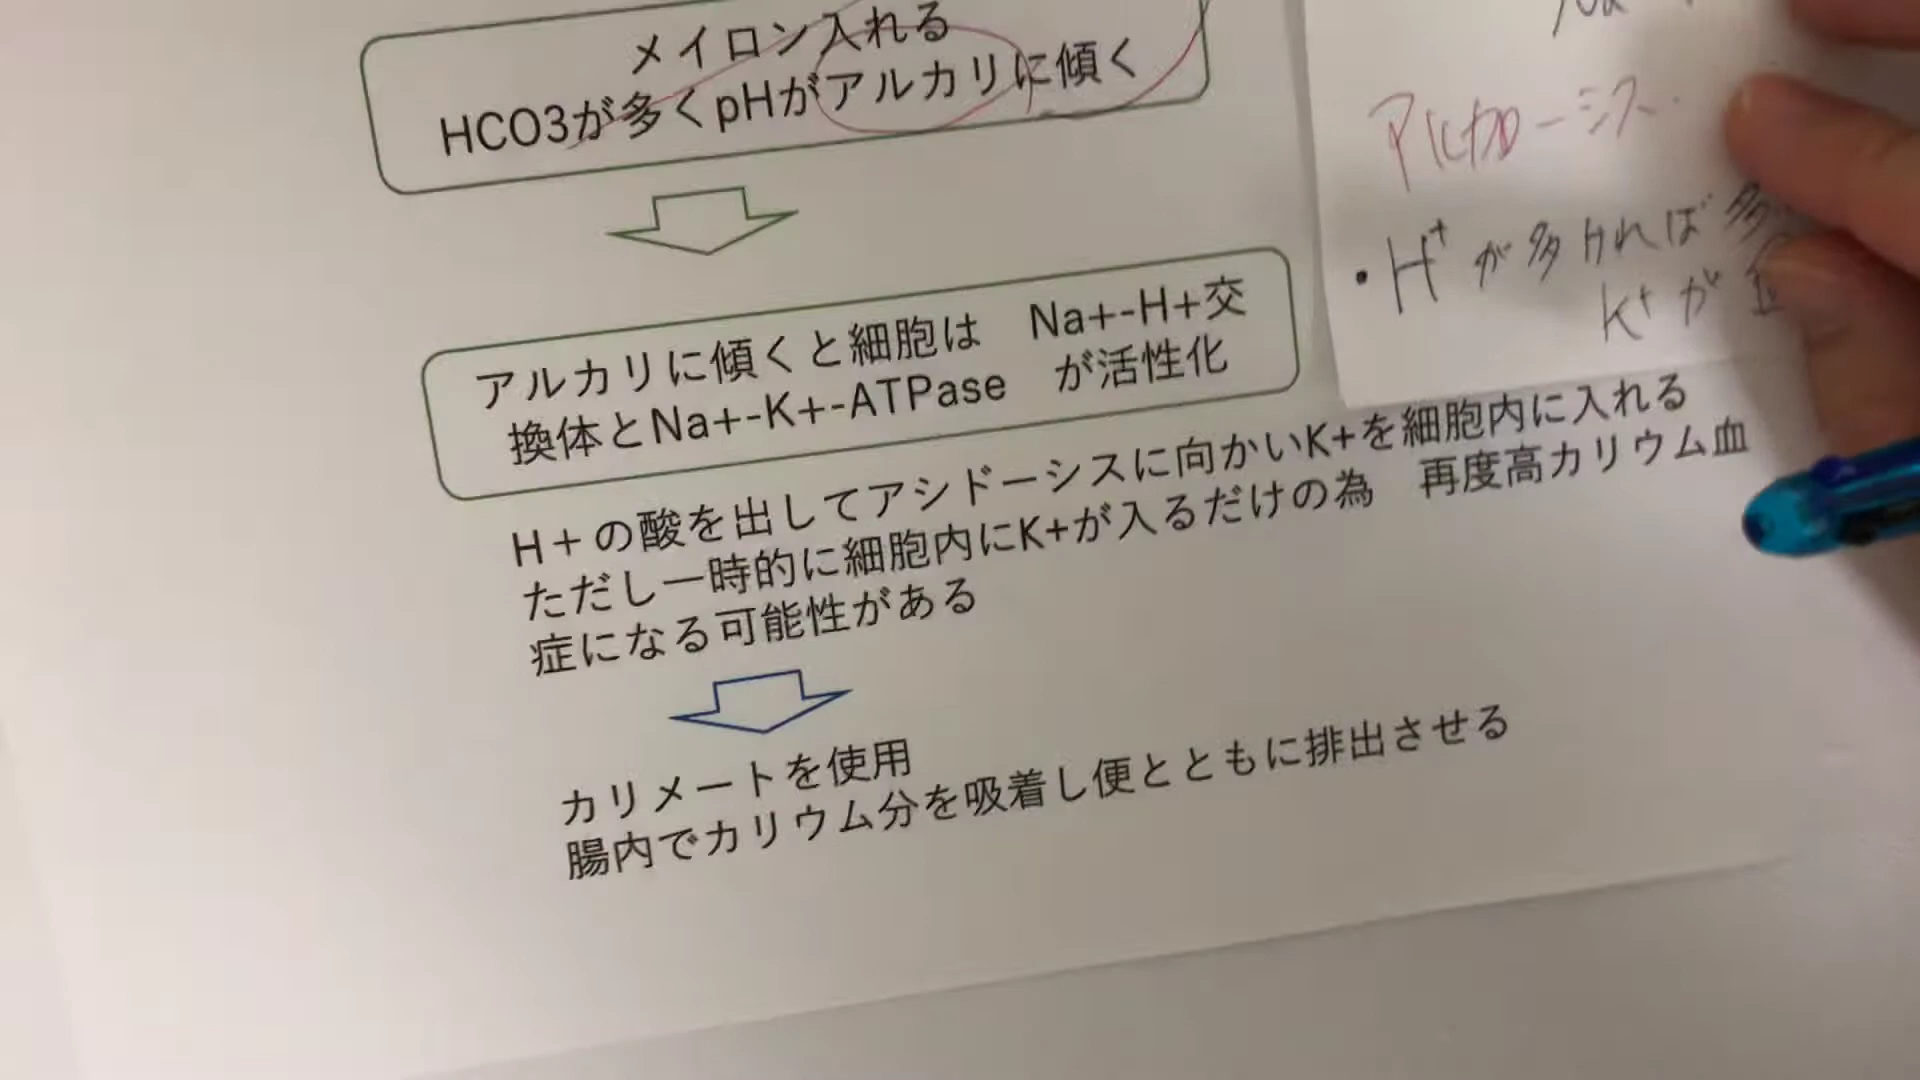 メイロン入れる
HCO3が多くpHがアルカリに傾く
アルカローシス
アルカリに傾くと細胞は　Na+-H+交
換体とNa+-K+-ATPase　が活性化
・H+が多ければ多
K+が
H+の酸を出してアシドーシスに向かいK+を細胞内に入れる
ただし一時的に細胞内にK+が入るだけの為　再度高カリウム血
症になる可能性がある
カリメートを使用
腸内でカリウム分を吸着し便とともに排出させる